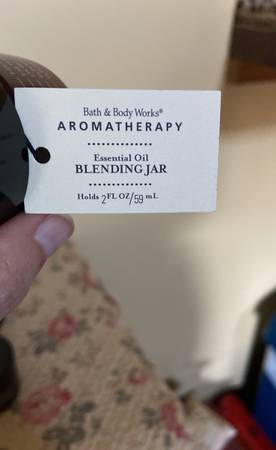 Bath & Body Works®
AROMATHERAPY
Essential Oil
BLENDING JAR
Holds 2 FL OZ/59 mL